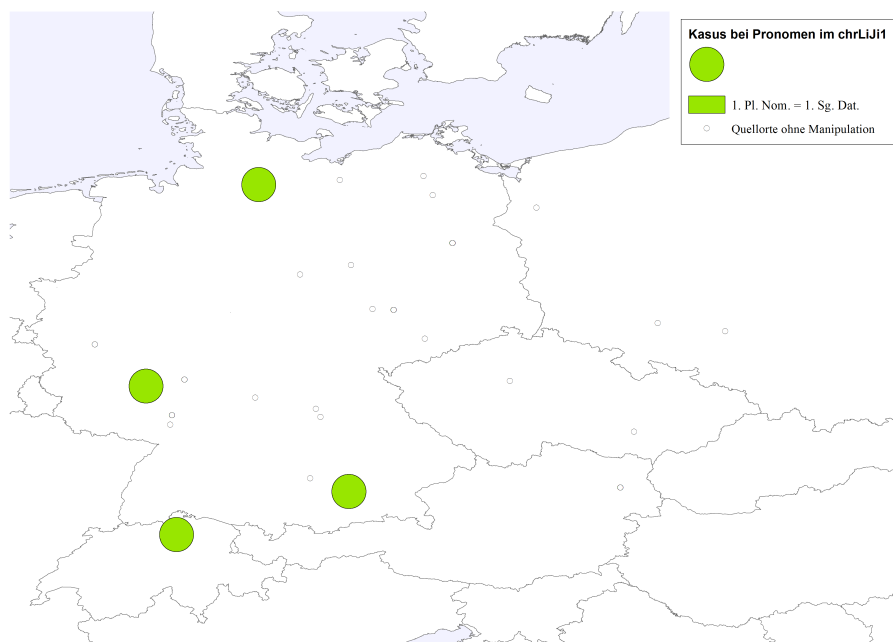 Kasus bei Pronomen im chrLiJi1
1. Pl. Nom. = 1. Sg. Dat.
Quellorte ohne Manipulation